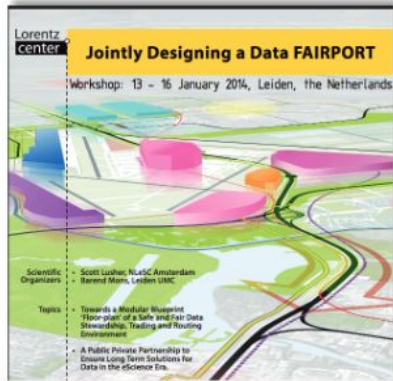 Lorentz
center
Jointly Designing a Data FAIRPORT
Workshop: 13 - 16 January 2014, Leiden, the Netherlands
Scientific
Organizers
• Scott Lusher, NLeSC Amsterdam
• Barend Mons, Leiden UMC
Topics
• Towards a Modular Blueprint
'Floor-plan' of a Safe and Fair Data
Stewardship, Trading and Routing
Environment
• A Public Private Partnership to
Ensure Long Term Solutions for
Data in the eScience Era.